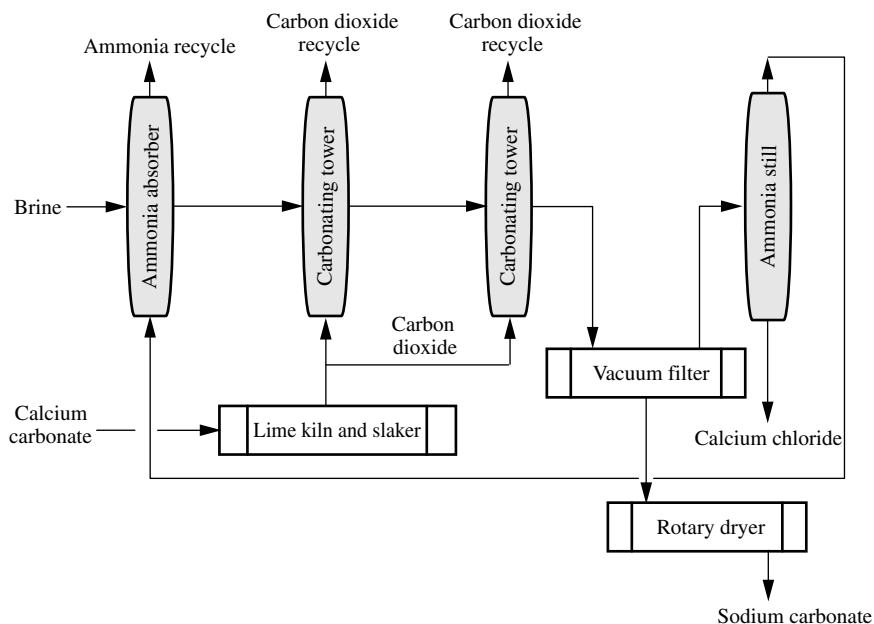 Ammonia recycle
Carbon dioxide
recycle
Carbon dioxide
recycle
Brine
Ammonia absorber
Carbonating tower
Carbonating tower
Ammonia still
Carbon
dioxide
Vacuum filter
Calcium
carbonate
Lime kiln and slaker
Calcium chloride
Rotary dryer
Sodium carbonate